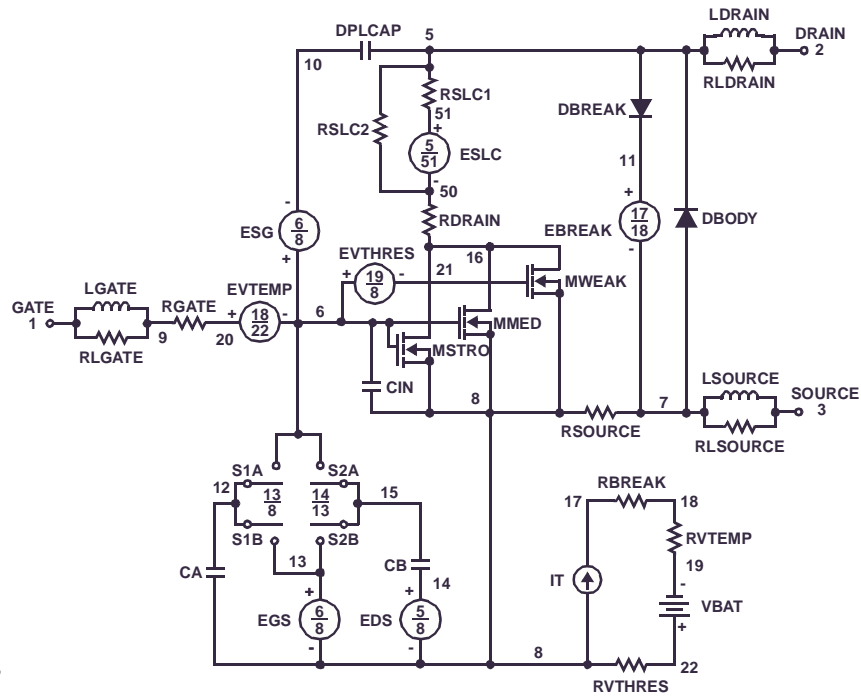 LDRAIN
DPLCAP 5 DRAIN
10 2
RLDRAIN
RSLC1
51
DBREAK
RSLC2
+
5
51
ESLC
-
50
11
-
RDRAIN
+
17
18
EBREAK
-
DBODY
6
8
ESG
+
EVTHRES
16
+
19
8
-
21
MWEAK
LGATE
EVTEMP
GATE
1
RGATE
+
18
22
-
6
MMED
9
20
RLGATE
MSTRO
CIN
8
7
LSOURCE
SOURCE
3
RSOURCE
RLSOURCE
S1A S2A
12
13
8
14
13
15
S1B S2B
13
CA
CB
14
+
6
8
EGS
-
+
5
8
EDS
-
RBREAK
17 18
RVTEMP
19
IT
-
VBAT
+
8
22
RVTHRES